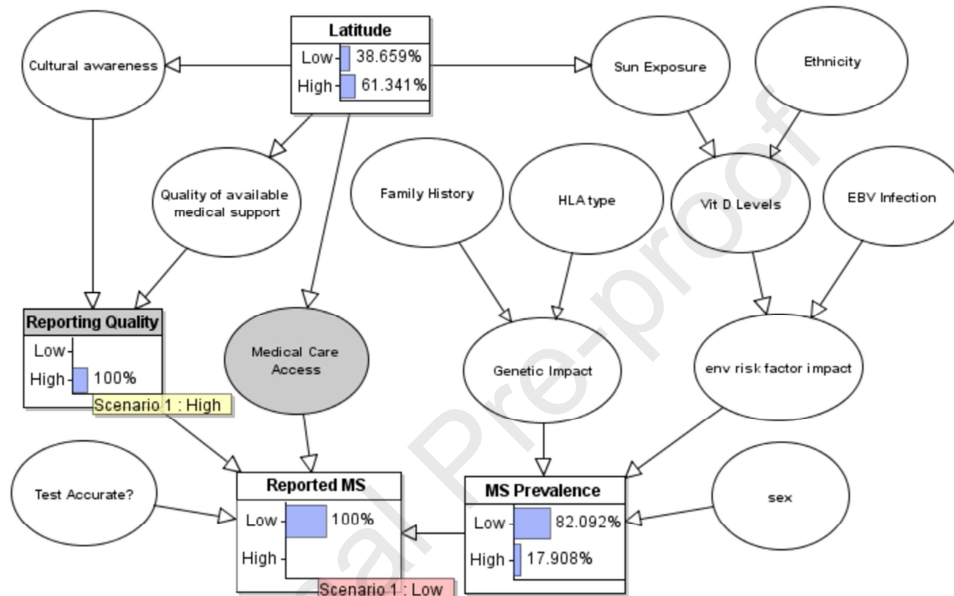 Latitude
Low 38.659%
High 61.341%
Cultural awareness
Sun Exposure
Ethnicity
Quality of available
medical support
Family History
HLA type
Vit D Levels
EBV Infection
Reporting Quality
Low
High 100%
Scenario 1 : High
Medical Care
Access
Genetic Impact
env risk factor impact
Test Accurate?
Reported MS
Low 100%
High
Scenario 1 : Low
MS Prevalence
Low 82.092%
High 17.908%
sex
Pre-proof